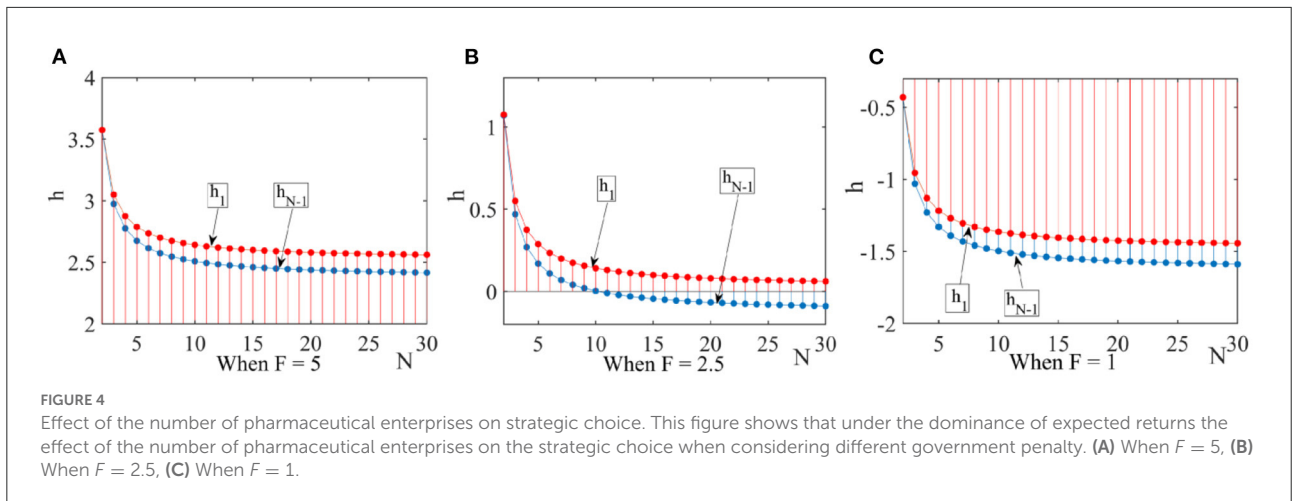 A
B
C
4
3.5
3
2.5
2
h
h1
hN-1
5
10
15
20
25
30
When F = 5
N
1
0.5
0
h
h1
hN-1
5
10
15
20
25
30
When F = 2.5
N
-0.5
-1
-1.5
-2
h
h1
hN-1
5
10
15
20
25
30
When F = 1
N
FIGURE 4
Effect of the number of pharmaceutical enterprises on strategic choice. This figure shows that under the dominance of expected returns the
effect of the number of pharmaceutical enterprises on the strategic choice when considering different government penalty. (A) When F = 5, (B)
When F = 2.5, (C) When F = 1.